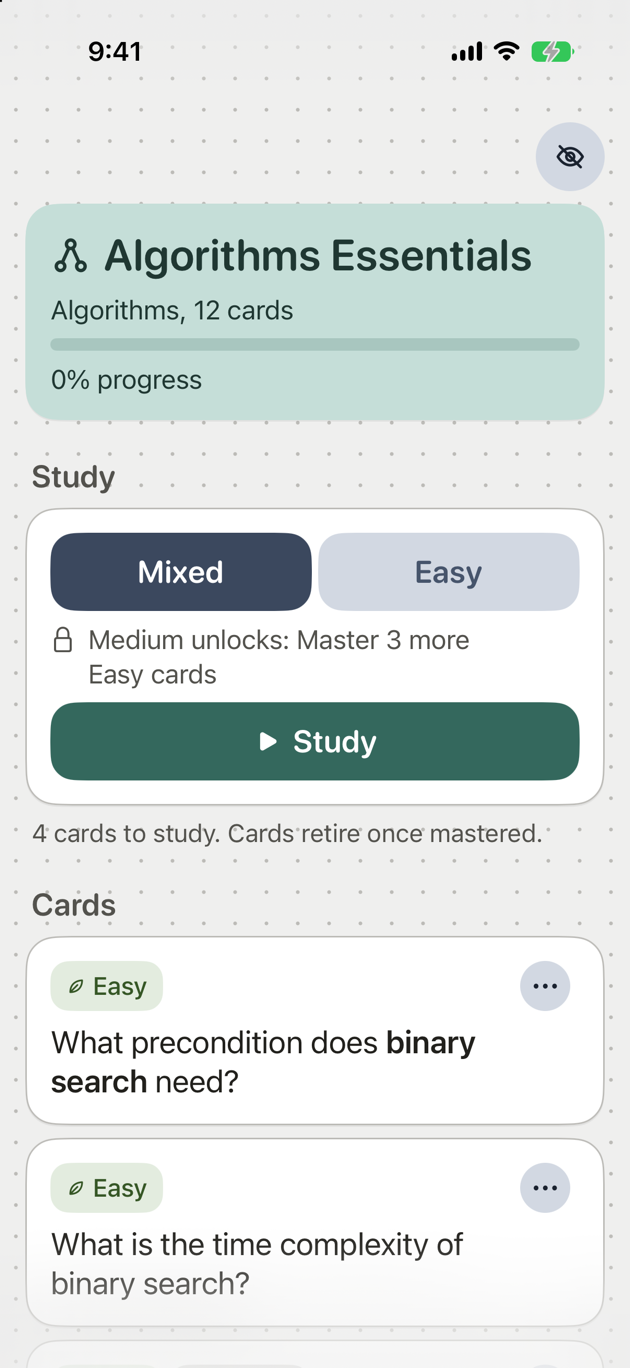 9:41
Algorithms Essentials
Algorithms, 12 cards
0% progress
Study
Mixed
Easy
Medium unlocks: Master 3 more
Easy cards
Study
4 cards to study. Cards retire once mastered.
Cards
Easy
What precondition does binary
search need?
Easy
What is the time complexity of
binary search?